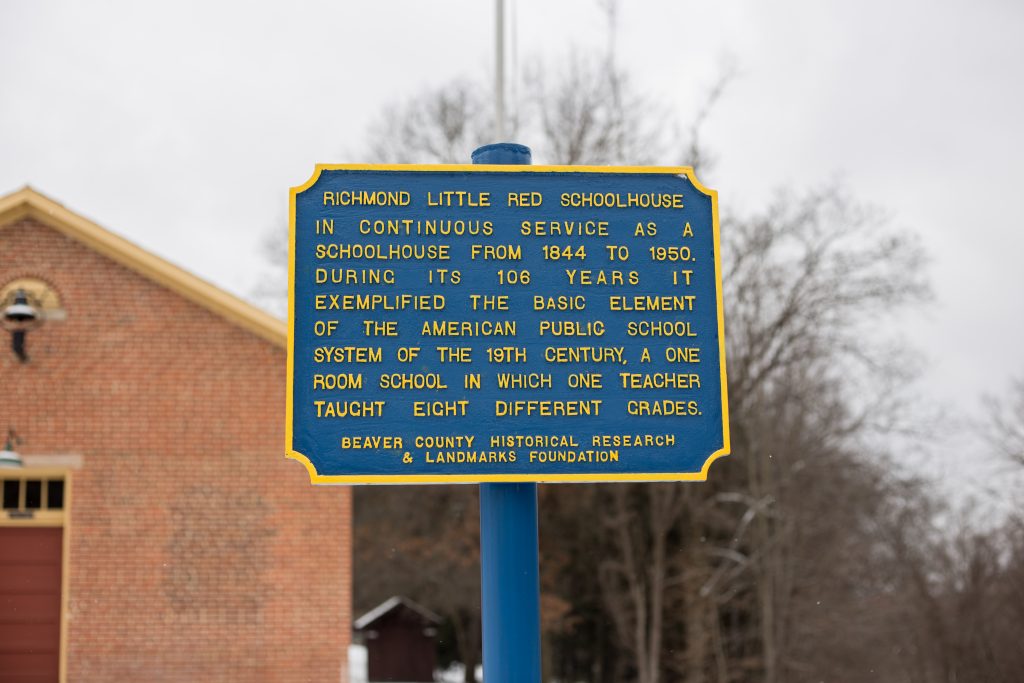 RICHMOND LITTLE RED SCHOOLHOUSE
IN CONTINUOUS SERVICE AS A
SCHOOLHOUSE FROM 1844 TO 1950.
DURING ITS 106 YEARS IT
EXEMPLIFIED THE BASIC ELEMENT
OF THE AMERICAN PUBLIC SCHOOL
SYSTEM OF THE 19TH CENTURY, A ONE
ROOM SCHOOL IN WHICH ONE TEACHER
TAUGHT EIGHT DIFFERENT GRADES.
BEAVER COUNTY HISTORICAL RESEARCH
& LANDMARKS FOUNDATION